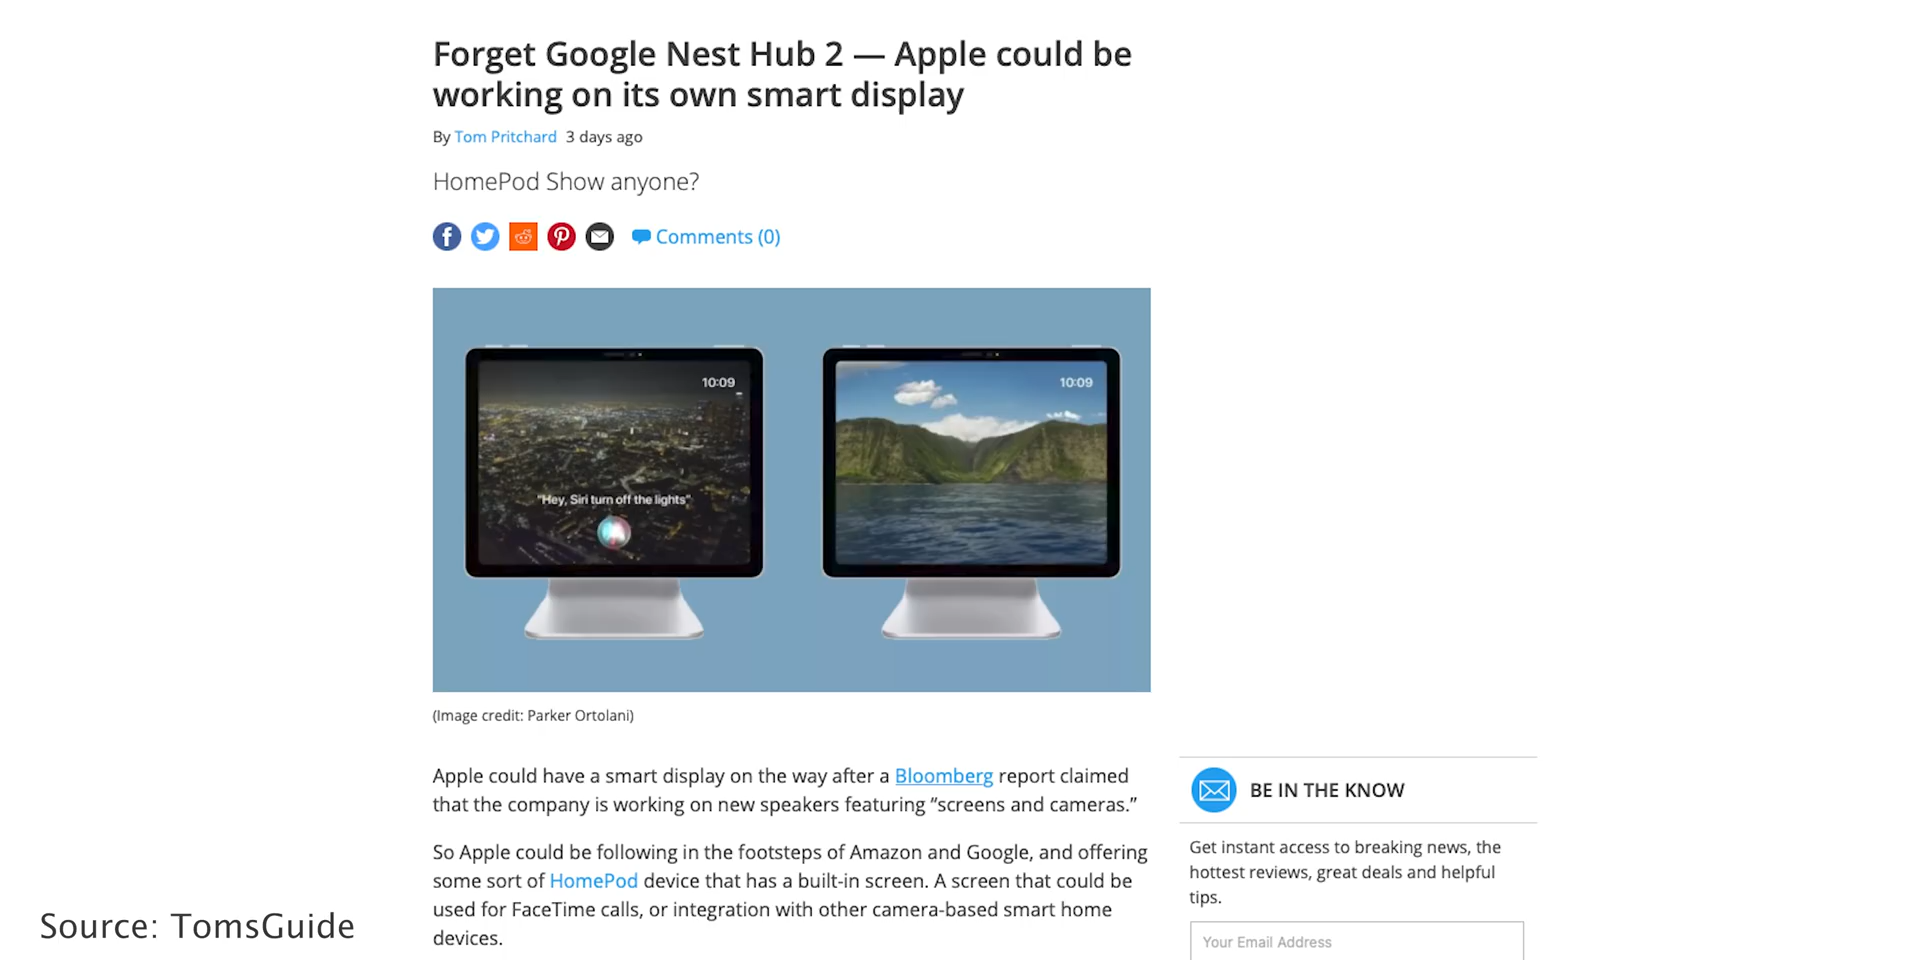 Forget Google Nest Hub 2 — Apple could be
working on its own smart display
By Tom Pritchard 3 days ago
HomePod Show anyone?
Comments (0)
10:09
"Hey, Siri turn off the lights"
10:09
(Image credit: Parker Ortolani)
Apple could have a smart display on the way after a Bloomberg report claimed
that the company is working on new speakers featuring “screens and cameras.”
So Apple could be following in the footsteps of Amazon and Google, and offering
some sort of HomePod device that has a built-in screen. A screen that could be
used for FaceTime calls, or integration with other camera-based smart home
devices.
BE IN THE KNOW
Get instant access to breaking news, the
hottest reviews, great deals and helpful
tips.
Your Email Address
Source: TomsGuide